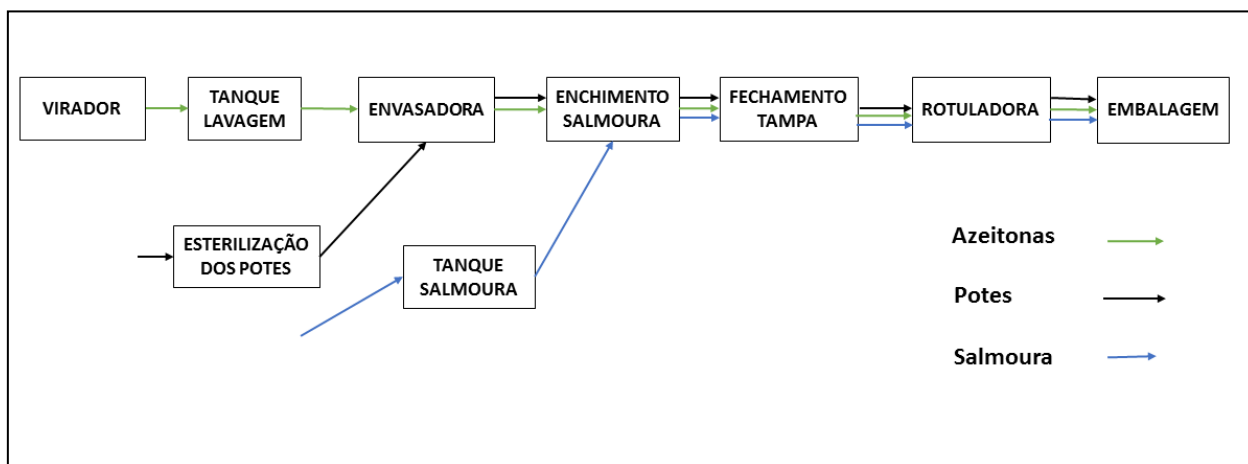 VIRADOR
TANQUE
LAVAGEM
ENVASADORA
ENCHIMENTO
SALMOURA
FECHAMENTO
TAMPA
ROTULADORA
EMBALAGEM
ESTERILIZAÇÃO
DOS POTES
TANQUE
SALMOURA
Azeitonas
Potes
Salmoura